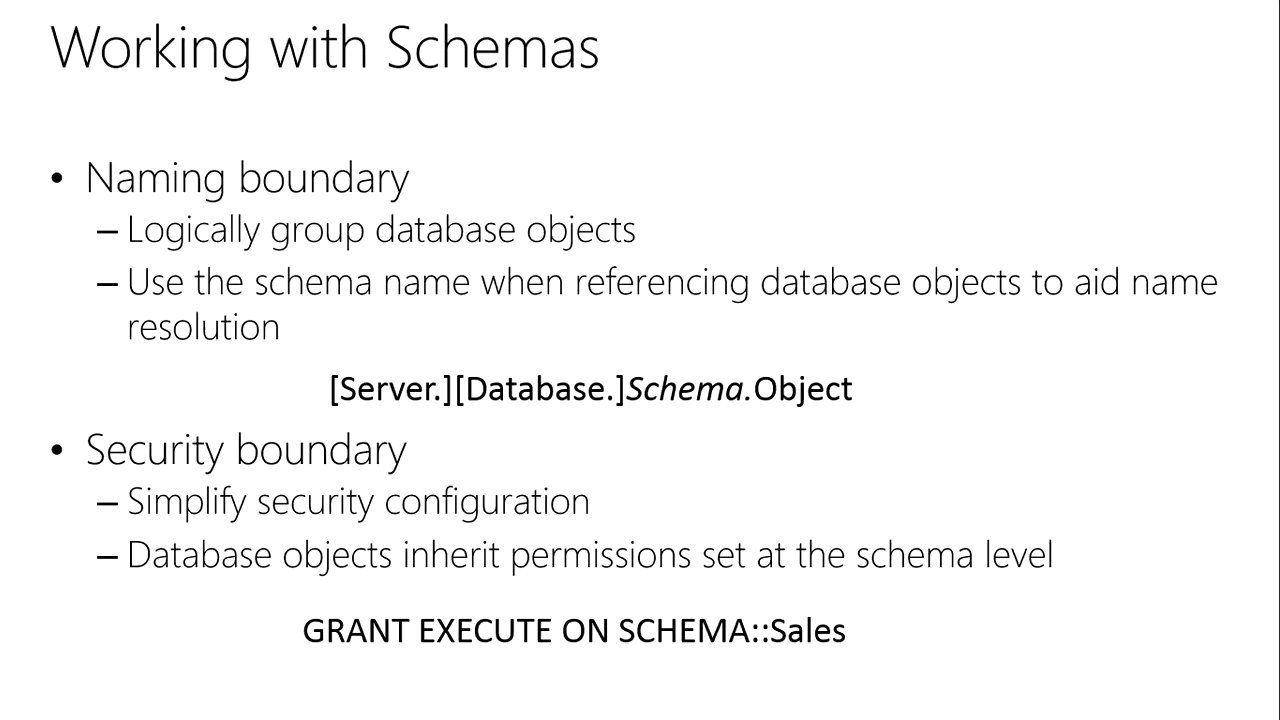 Working with Schemas
• Naming boundary
– Logically group database objects
– Use the schema name when referencing database objects to aid name
resolution
[Server.][Database.]Schema.Object
• Security boundary
– Simplify security configuration
– Database objects inherit permissions set at the schema level
GRANT EXECUTE ON SCHEMA::Sales